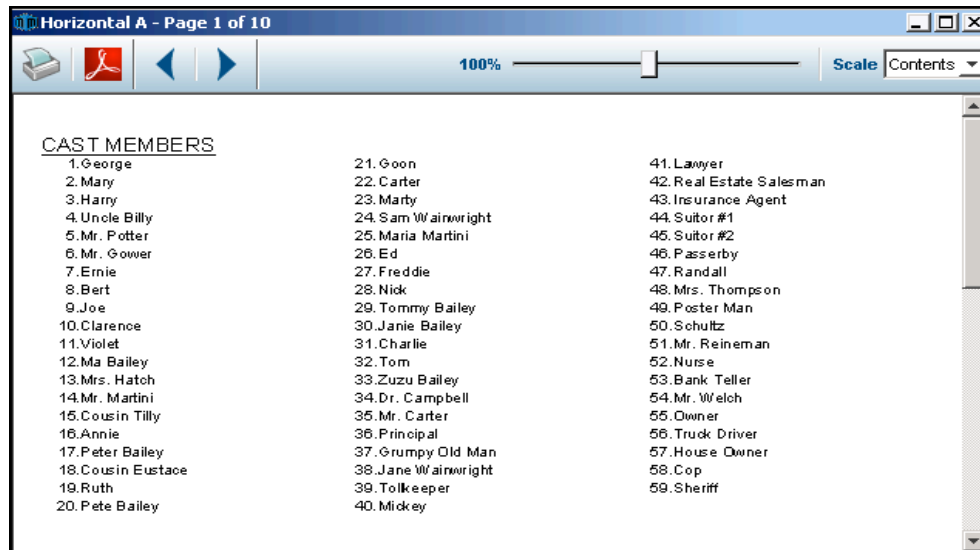 Horizontal A - Page 1 of 10
100%
Scale Contents
CAST MEMBERS
1. George
2. Mary
3. Harry
4. Uncle Billy
5. Mr. Potter
6. Mr. Gower
7. Ernie
8. Bert
9. Joe
10. Clarence
11. Violet
12. Ma Bailey
13. Mrs. Hatch
14. Mr. Martini
15. Cousin Tilly
16. Annie
17. Peter Bailey
18. Cousin Eustace
19. Ruth
20. Pete Bailey
21. Goon
22. Carter
23. Marty
24. Sam Wainwright
25. Maria Martini
26. Ed
27. Freddie
28. Nick
29. Tommy Bailey
30. Janie Bailey
31. Charlie
32. Tom
33. Zuzu Bailey
34. Dr. Campbell
35. Mr. Carter
36. Principal
37. Grumpy Old Man
38. Jane Wainwright
39. Tollkeeper
40. Mickey
41. Lawyer
42. Real Estate Salesman
43. Insurance Agent
44. Suitor #1
45. Suitor #2
46. Passerby
47. Randall
48. Mrs. Thompson
49. Poster Man
50. Schultz
51. Mr. Reineman
52. Nurse
53. Bank Teller
54. Mr. Welch
55. Owner
56. Truck Driver
57. House Owner
58. Cop
59. Sheriff